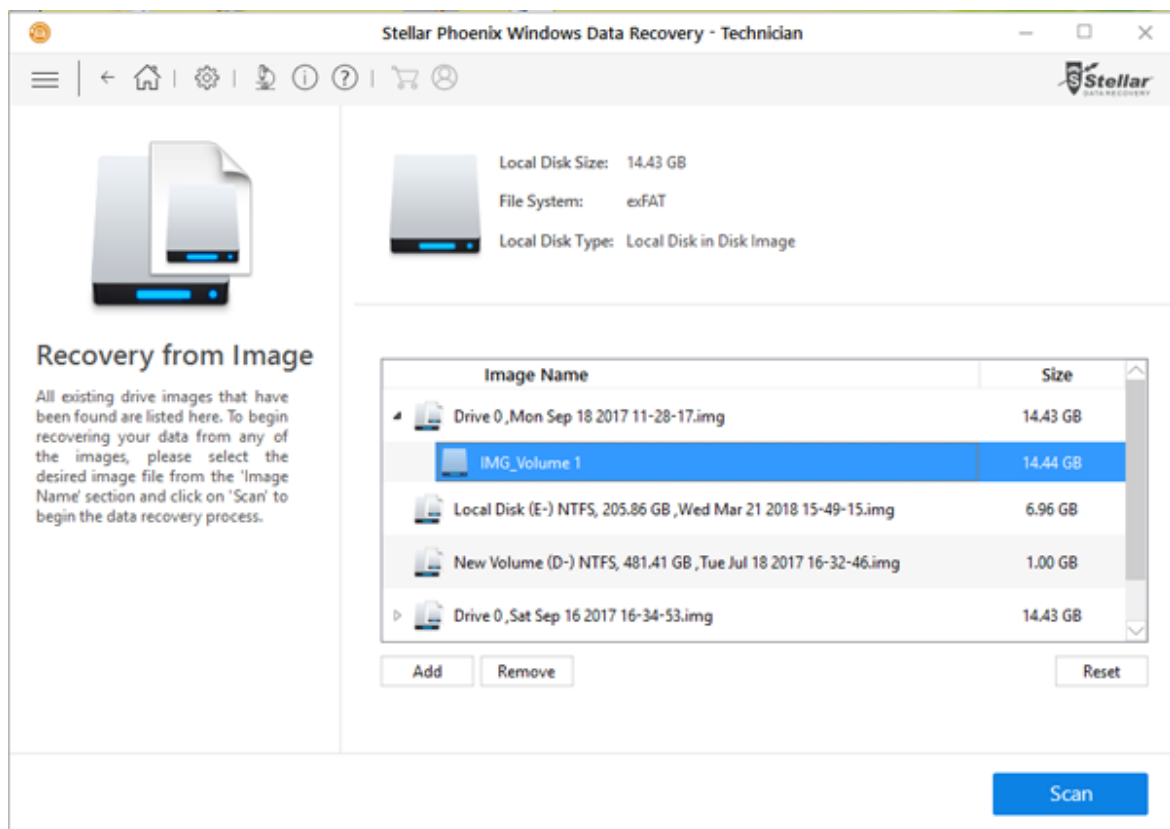 Stellar Phoenix Windows Data Recovery - Technician
Stellar
DATA RECOVERY
Local Disk Size: 14.43 GB
File System: exFAT
Local Disk Type: Local Disk in Disk Image
Recovery from Image
All existing drive images that have
been found are listed here. To begin
recovering your data from any of
the images, please select the
desired image file from the 'Image
Name' section and click on 'Scan' to
begin the data recovery process.
Image Name Size
Drive 0 ,Mon Sep 18 2017 11-28-17.img 14.43 GB
IMG_Volume 1 14.44 GB
Local Disk (E-) NTFS, 205.86 GB ,Wed Mar 21 2018 15-49-15.img 6.96 GB
New Volume (D-) NTFS, 481.41 GB ,Tue Jul 18 2017 16-32-46.img 1.00 GB
Drive 0 ,Sat Sep 16 2017 16-34-53.img 14.43 GB
Add Remove Reset
Scan